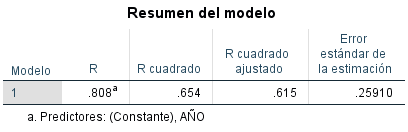 Resumen del modelo
Modelo R R cuadrado R cuadrado ajustado Error estándar de la estimación
1 .808a .654 .615 .25910
a. Predictores: (Constante), AÑO